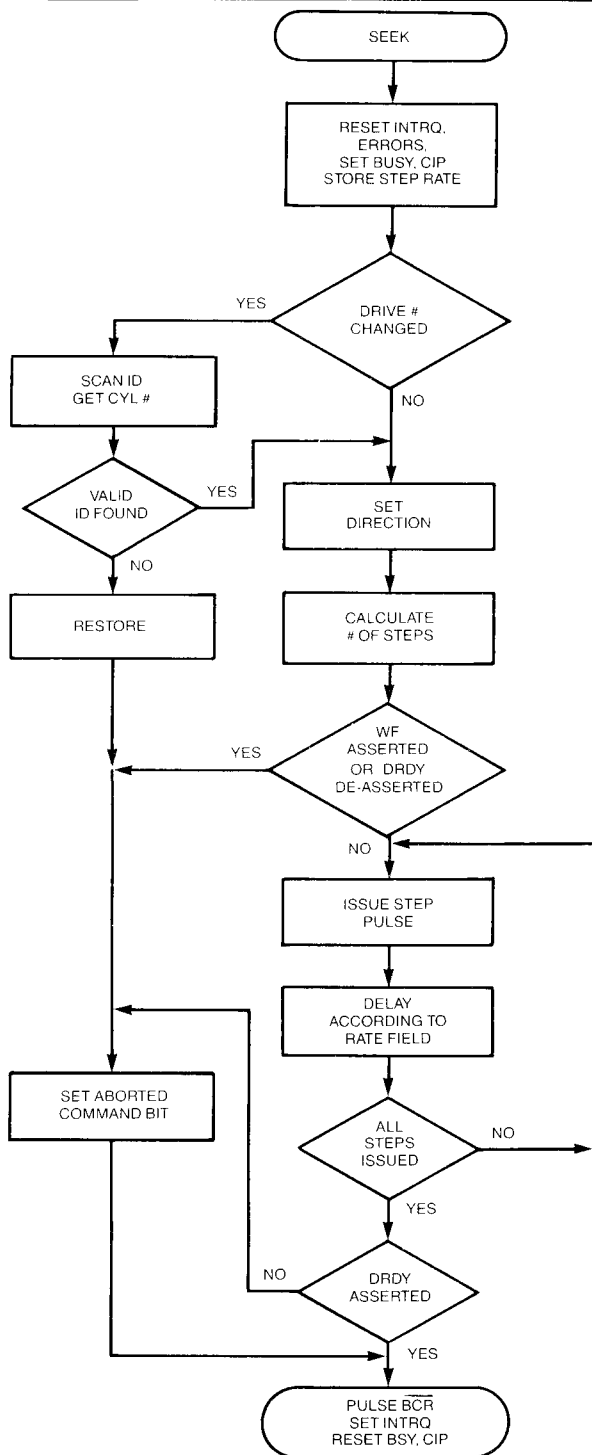 SEEK
RESET INTRQ,
ERRORS,
SET BUSY, CIP
STORE STEP RATE
YES
DRIVE #
CHANGED
SCAN ID
GET CYL #
NO
VALID
ID FOUND
YES
SET
DIRECTION
NO
RESTORE
CALCULATE
# OF STEPS
YES
WF
ASSERTED
OR DRDY
DE-ASSERTED
NO
ISSUE STEP
PULSE
DELAY
ACCORDING TO
RATE FIELD
SET ABORTED
COMMAND BIT
ALL
STEPS
ISSUED
NO
YES
NO
DRDY
ASSERTED
YES
PULSE B̅C̅R̅
SET INTRQ
RESET BSY, CIP